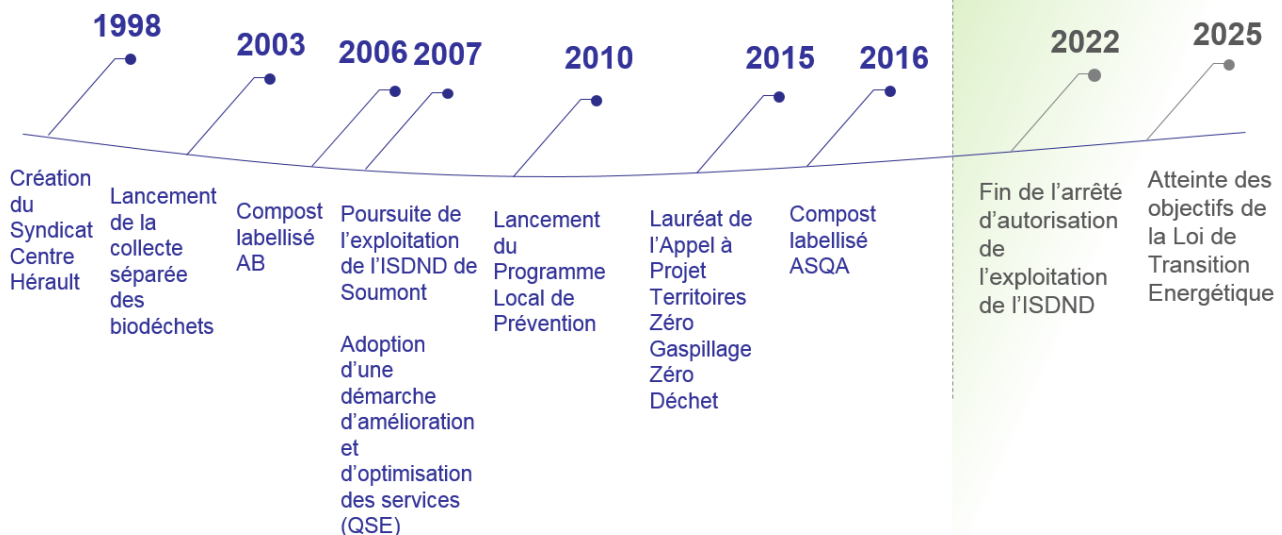 1998
Création
du
Syndicat
Centre
Hérault
2003
Lancement
de la
collecte
séparée
des
biodéchets
2006
Compost
labellisé
AB
2007
Poursuite de
l’exploitation
de l’ISDND de
Soumont
Adoption
d’une
démarche
d’amélioration
et
d’optimisation
des services
(QSE)
2010
Lancement
du
Programme
Local de
Prévention
2015
Lauréat de
l’Appel à
Projet
Territoires
Zéro
Gaspillage
Zéro
Déchet
2016
Compost
labellisé
ASQA
2022
Fin de l’arrêté
d’autorisation
de
l’exploitation
de l’ISDND
2025
Atteinte des
objectifs de
la Loi de
Transition
Energétique